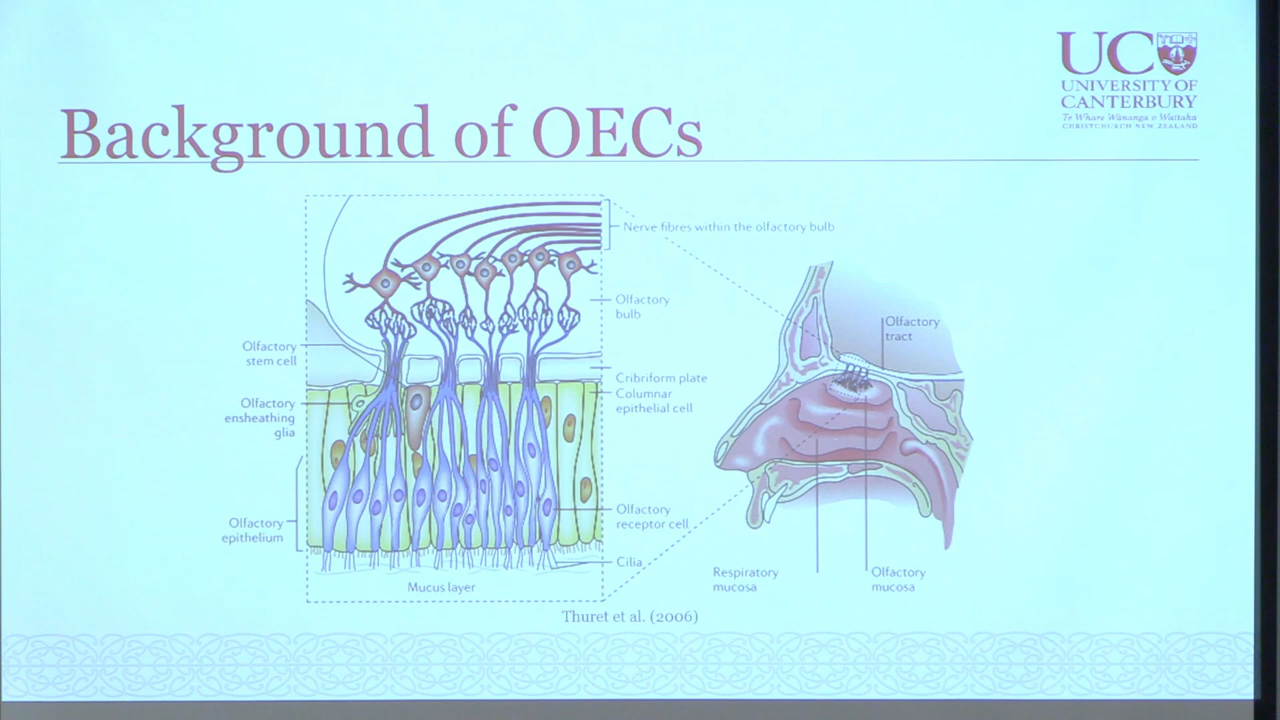 UC
UNIVERSITY OF
CANTERBURY
Te Whare Wānanga o Waitaha
CHRISTCHURCH NEW ZEALAND
Background of OECs
Nerve fibres within the olfactory bulb
Olfactory
bulb
Olfactory
tract
Olfactory
stem cell
Cribriform plate
Columnar
epithelial cell
Olfactory
ensheathing
glia
Olfactory
receptor cell
Olfactory
epithelium
Cilia
Mucus layer
Respiratory
mucosa
Olfactory
mucosa
Thuret et al. (2006)